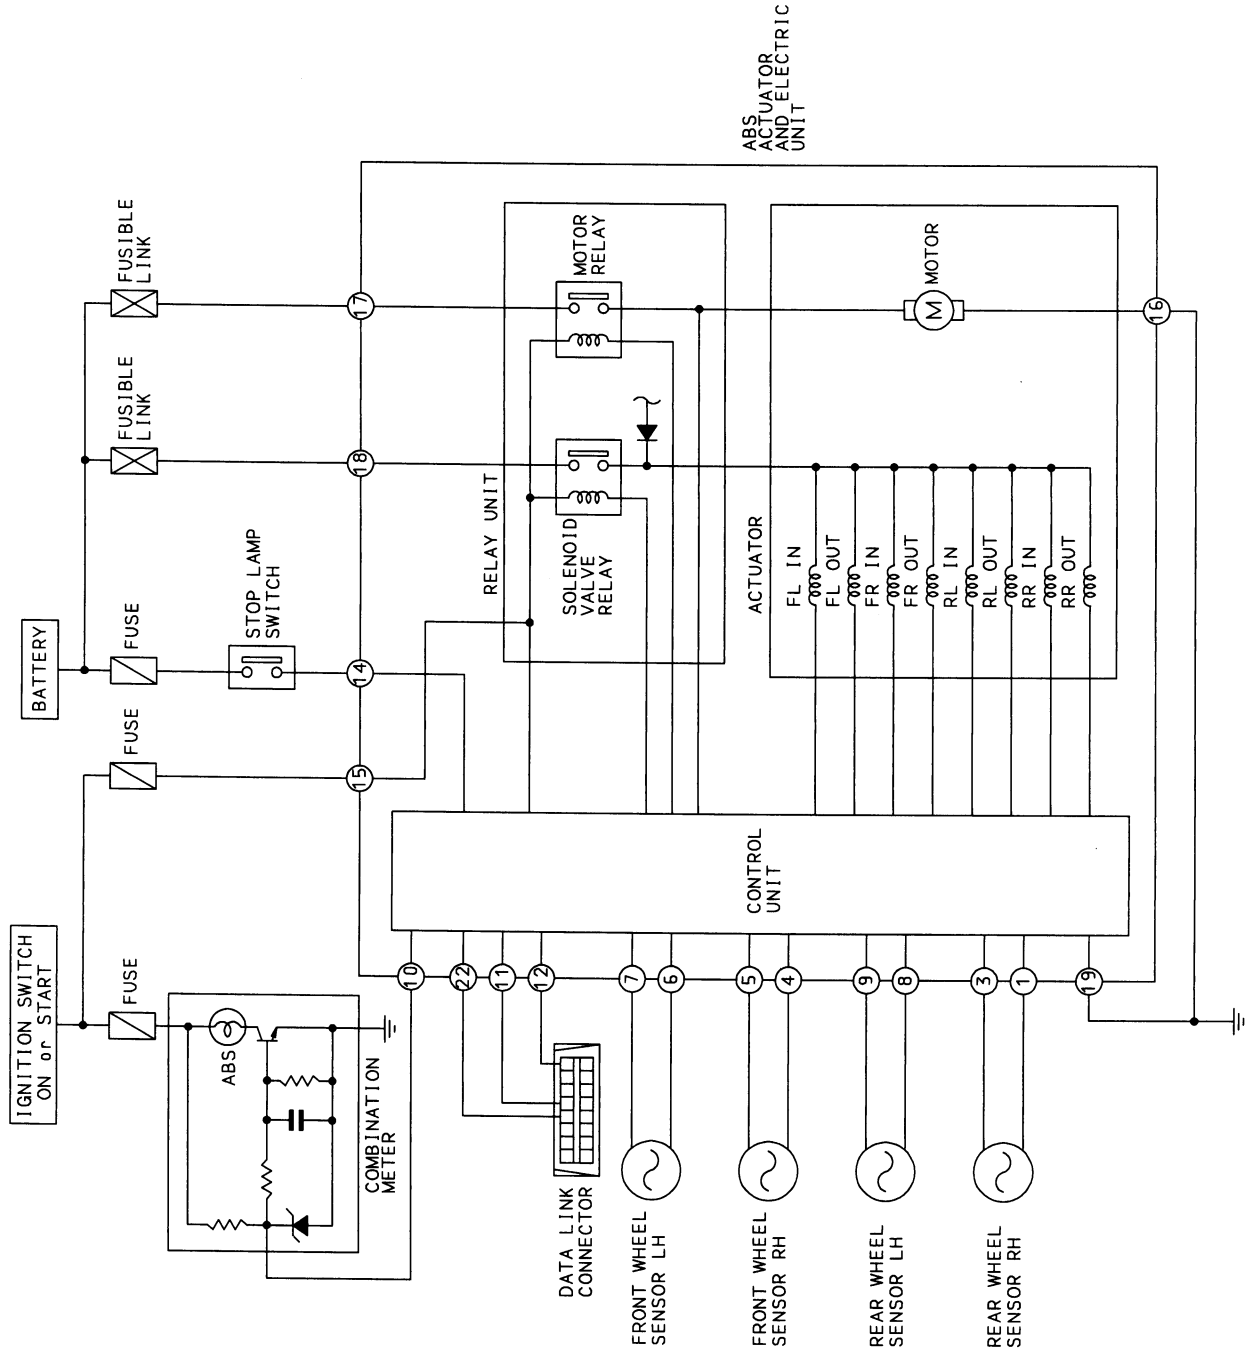 IGNITION SWITCH
ON or START
BATTERY
FUSE
FUSE
FUSE
STOP LAMP
SWITCH
FUSIBLE
LINK
FUSIBLE
LINK
ABS
COMBINATION
METER
10
15
14
18
17
22
11
12
7
6
5
4
9
8
3
1
19
16
DATA LINK
CONNECTOR
FRONT WHEEL
SENSOR LH
FRONT WHEEL
SENSOR RH
REAR WHEEL
SENSOR LH
REAR WHEEL
SENSOR RH
CONTROL
UNIT
RELAY UNIT
SOLENOID
VALVE
RELAY
MOTOR
RELAY
ACTUATOR
FL IN
FL OUT
FR IN
FR OUT
RL IN
RL OUT
RR IN
RR OUT
M
MOTOR
ABS
ACTUATOR
AND ELECTRIC
UNIT